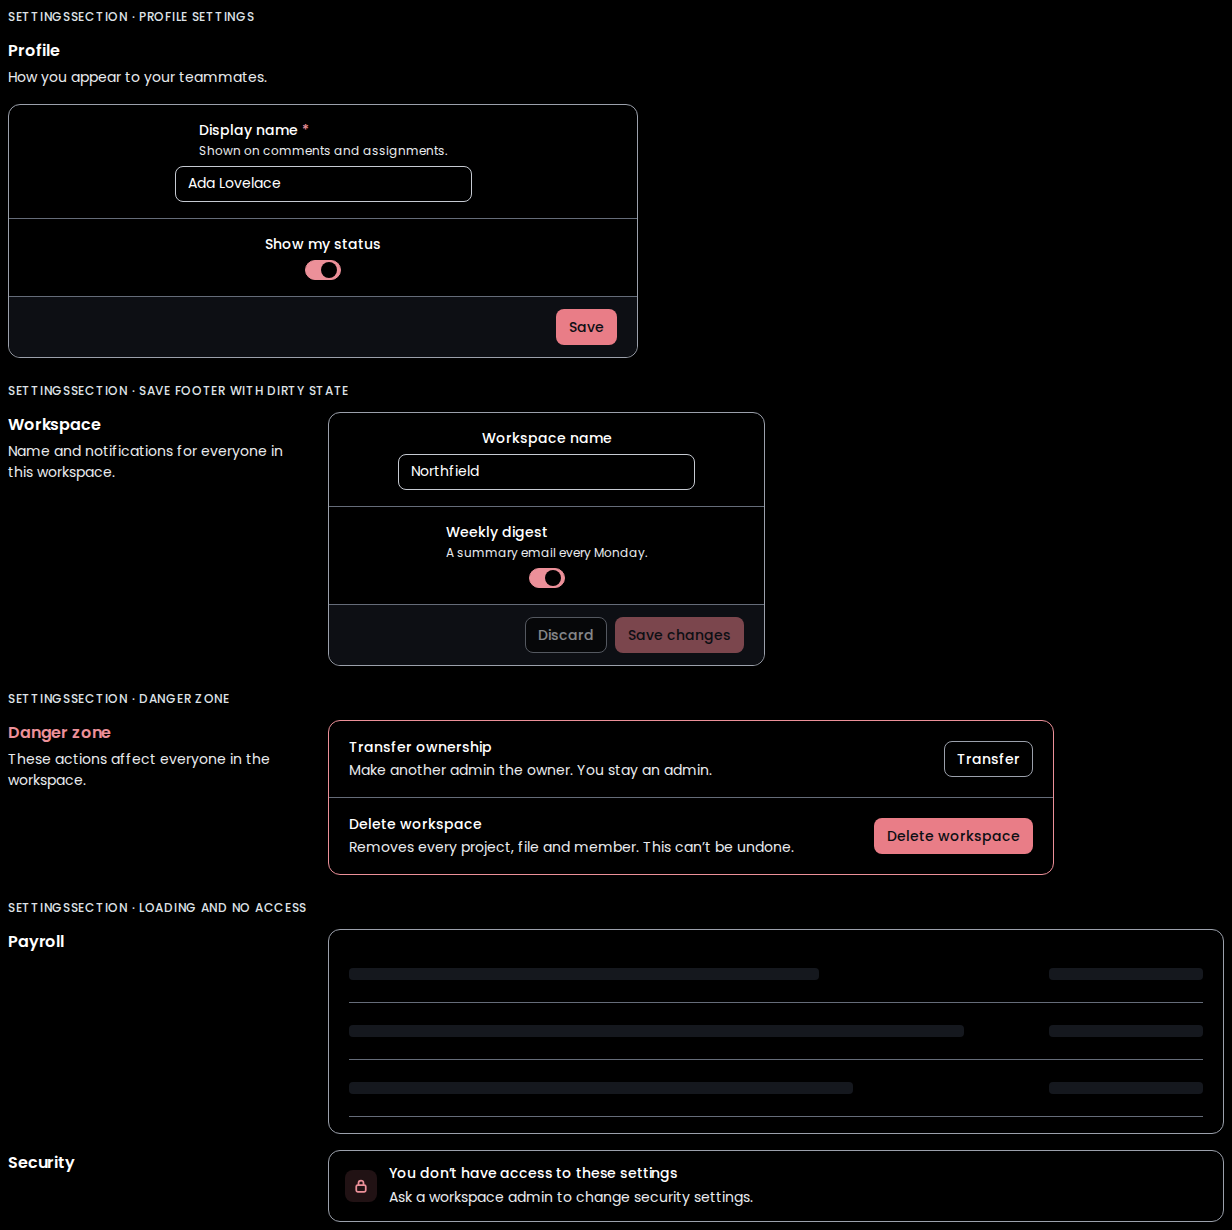 SETTINGSSECTION · PROFILE SETTINGS
Profile
How you appear to your teammates.
Display name *
Shown on comments and assignments.
Ada Lovelace
Show my status
Save
SETTINGSSECTION · SAVE FOOTER WITH DIRTY STATE
Workspace
Name and notifications for everyone in
this workspace.
Workspace name
Northfield
Weekly digest
A summary email every Monday.
Discard
Save changes
SETTINGSSECTION · DANGER ZONE
Danger zone
These actions affect everyone in the
workspace.
Transfer ownership
Make another admin the owner. You stay an admin.
Transfer
Delete workspace
Removes every project, file and member. This can’t be undone.
Delete workspace
SETTINGSSECTION · LOADING AND NO ACCESS
Payroll
Security
You don’t have access to these settings
Ask a workspace admin to change security settings.